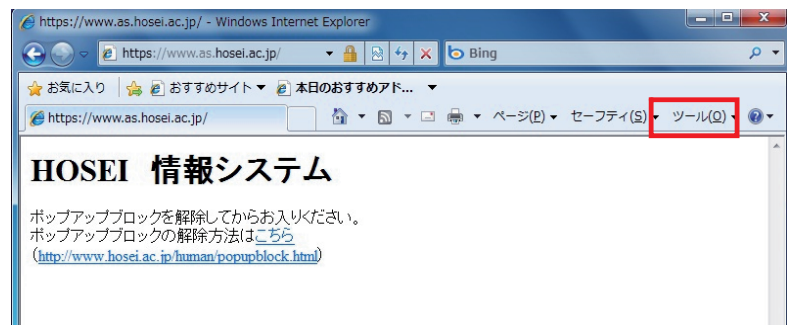 https://www.as.hosei.ac.jp/ - Windows Internet Explorer
https://www.as.hosei.ac.jp/ Bing
お気に入り おすすめサイト ▼ 本日のおすすめアド... ▼
https://www.as.hosei.ac.jp/ ページ(P) ▼ セーフティ(S) ▼ ツール(O) ▼
HOSEI 情報システム
ポップアップブロックを解除してからお入りください。
ポップアップブロックの解除方法はこちら
(http://www.hosei.ac.jp/human/popupblock.html)